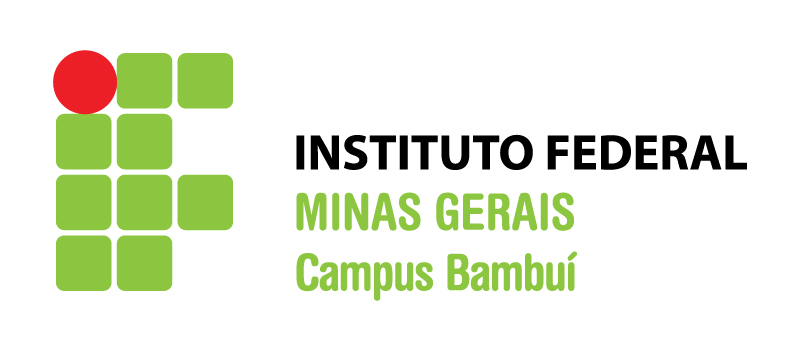 INSTITUTO FEDERAL
MINAS GERAIS
Campus Bambuí